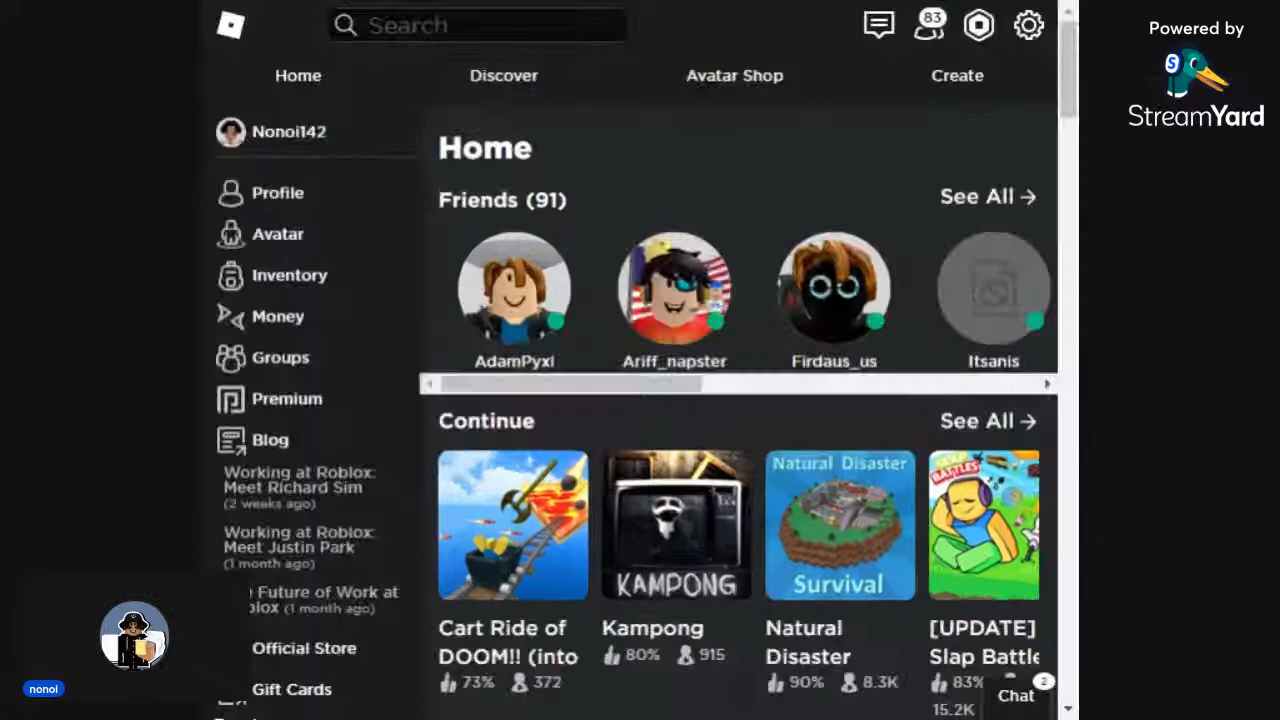 Search
83
Powered by
StreamYard
Home
Discover
Avatar Shop
Create
Nonoi142
Profile
Avatar
Inventory
Money
Groups
Premium
Blog
Working at Roblox:
Meet Richard Sim
(2 weeks ago)
Working at Roblox:
Meet Justin Park
(1 month ago)
Future of Work at
blox (1 month ago)
Official Store
Gift Cards
Home
Friends (91)
See All →
AdamPyxl
Ariff_napster
Firdaus_us
Itsanis
Continue
See All →
KAMPONG
Natural Disaster
Survival
BATTLES
Cart Ride of
DOOM!! (into
73% 372
Kampong
80% 915
Natural
Disaster
90% 8.3K
[UPDATE]
Slap Battle
83%
15.2K
Chat
2
nonoi